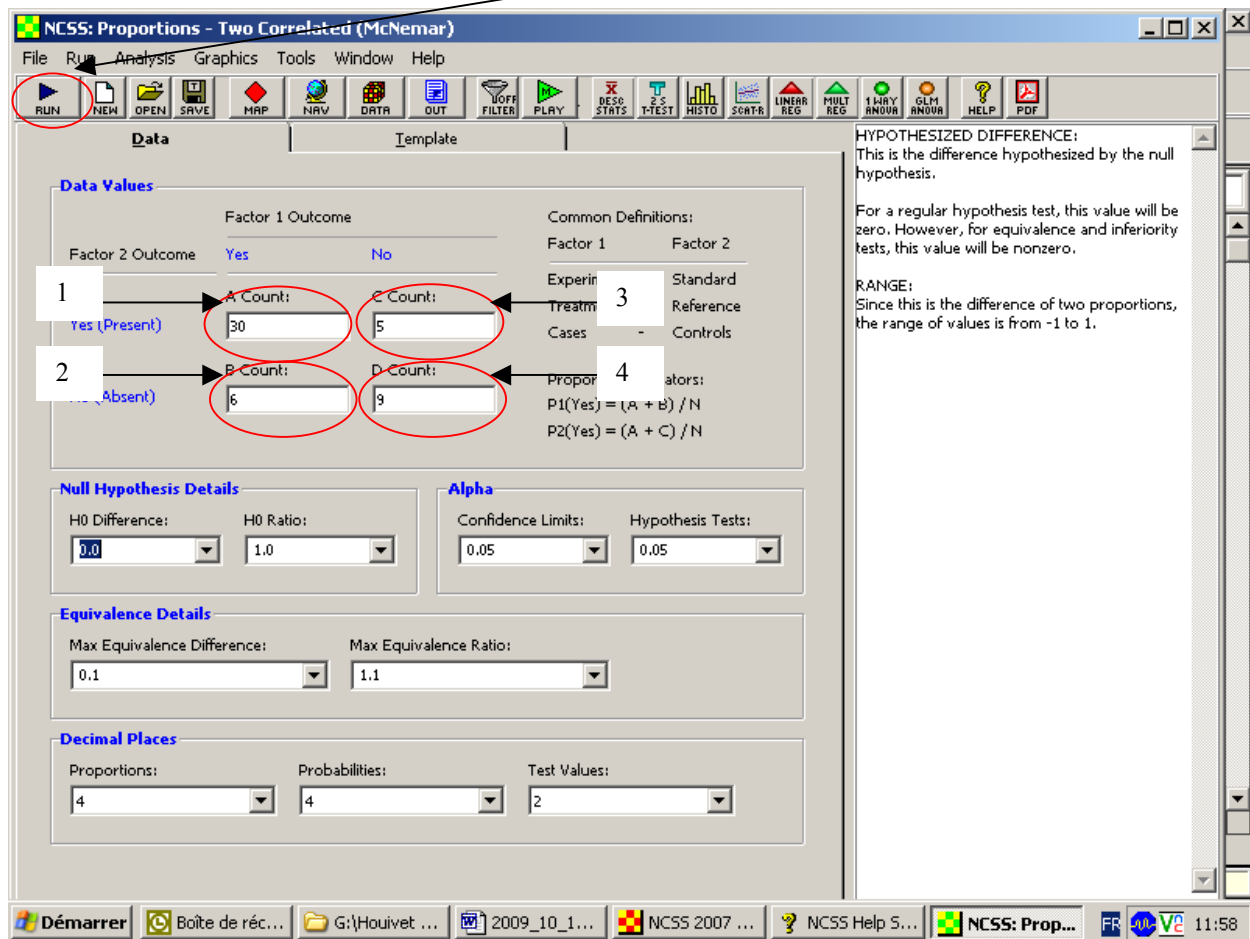 NCSS: Proportions - Two Correlated (McNemar)
File Run Analysis Graphics Tools Window Help
RUN NEW OPEN SAVE MAP NAV DATA OUT OFF FILTER PLAY DESC STATS 2 S T-TEST HISTO SCAT-R LINEAR REG MULT REG 1 WAY ANOVA GLM ANOVA HELP PDF
Data Template
Data Values
Factor 1 Outcome
Factor 2 Outcome Yes No
A Count: C Count:
Yes (Present) 30 5
B Count: D Count:
(Absent) 6 9
1
2
3
4
Common Definitions:
Factor 1 Factor 2
Standard
Reference
Cases - Controls
P1(Yes) = (A + B) / N
P2(Yes) = (A + C) / N
Null Hypothesis Details
H0 Difference: H0 Ratio:
0.0 1.0
Alpha
Confidence Limits: Hypothesis Tests:
0.05 0.05
Equivalence Details
Max Equivalence Difference: Max Equivalence Ratio:
0.1 1.1
Decimal Places
Proportions: Probabilities: Test Values:
4 4 2
HYPOTHESIZED DIFFERENCE:
This is the difference hypothesized by the null
hypothesis.
For a regular hypothesis test, this value will be
zero. However, for equivalence and inferiority
tests, this value will be nonzero.
RANGE:
Since this is the difference of two proportions,
the range of values is from -1 to 1.
Démarrer Boîte de réc... G:\Houivet ... 2009_10_1... NCSS 2007 ... NCSS Help S... NCSS: Prop... FR 11:58